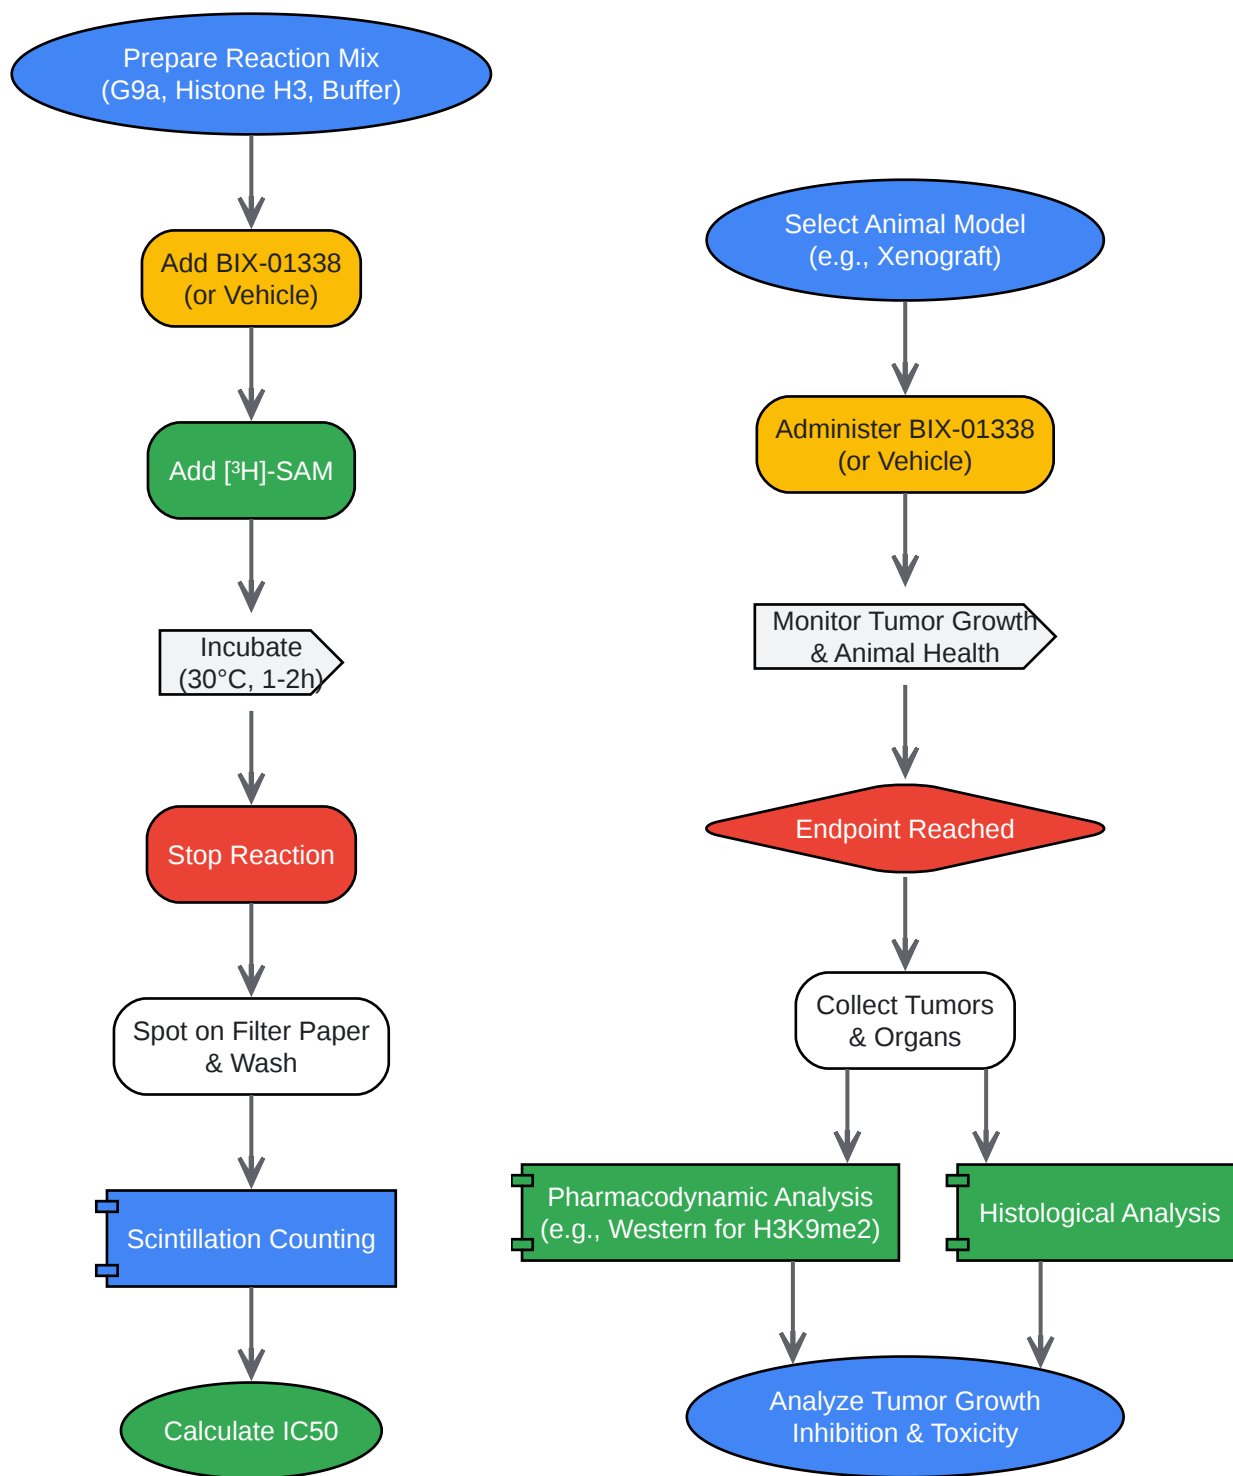 Prepare Reaction Mix
(G9a, Histone H3, Buffer)
Add BIX-01338
(or Vehicle)
Add [³H]-SAM
Incubate
(30°C, 1-2h)
Stop Reaction
Spot on Filter Paper
& Wash
Scintillation Counting
Calculate IC50
Select Animal Model
(e.g., Xenograft)
Administer BIX-01338
(or Vehicle)
Monitor Tumor Growth
& Animal Health
Endpoint Reached
Collect Tumors
& Organs
Pharmacodynamic Analysis
(e.g., Western for H3K9me2)
Histological Analysis
Analyze Tumor Growth
Inhibition & Toxicity